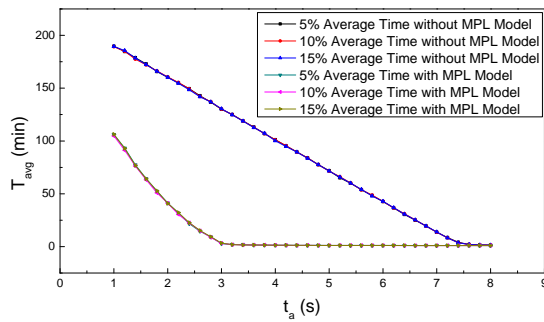 5% Average Time without MPL Model
10% Average Time without MPL Model
15% Average Time without MPL Model
5% Average Time with MPL Model
10% Average Time with MPL Model
15% Average Time with MPL Model
200
150
100
50
0
T_avg (min)
0 1 2 3 4 5 6 7 8 9
t_a (s)